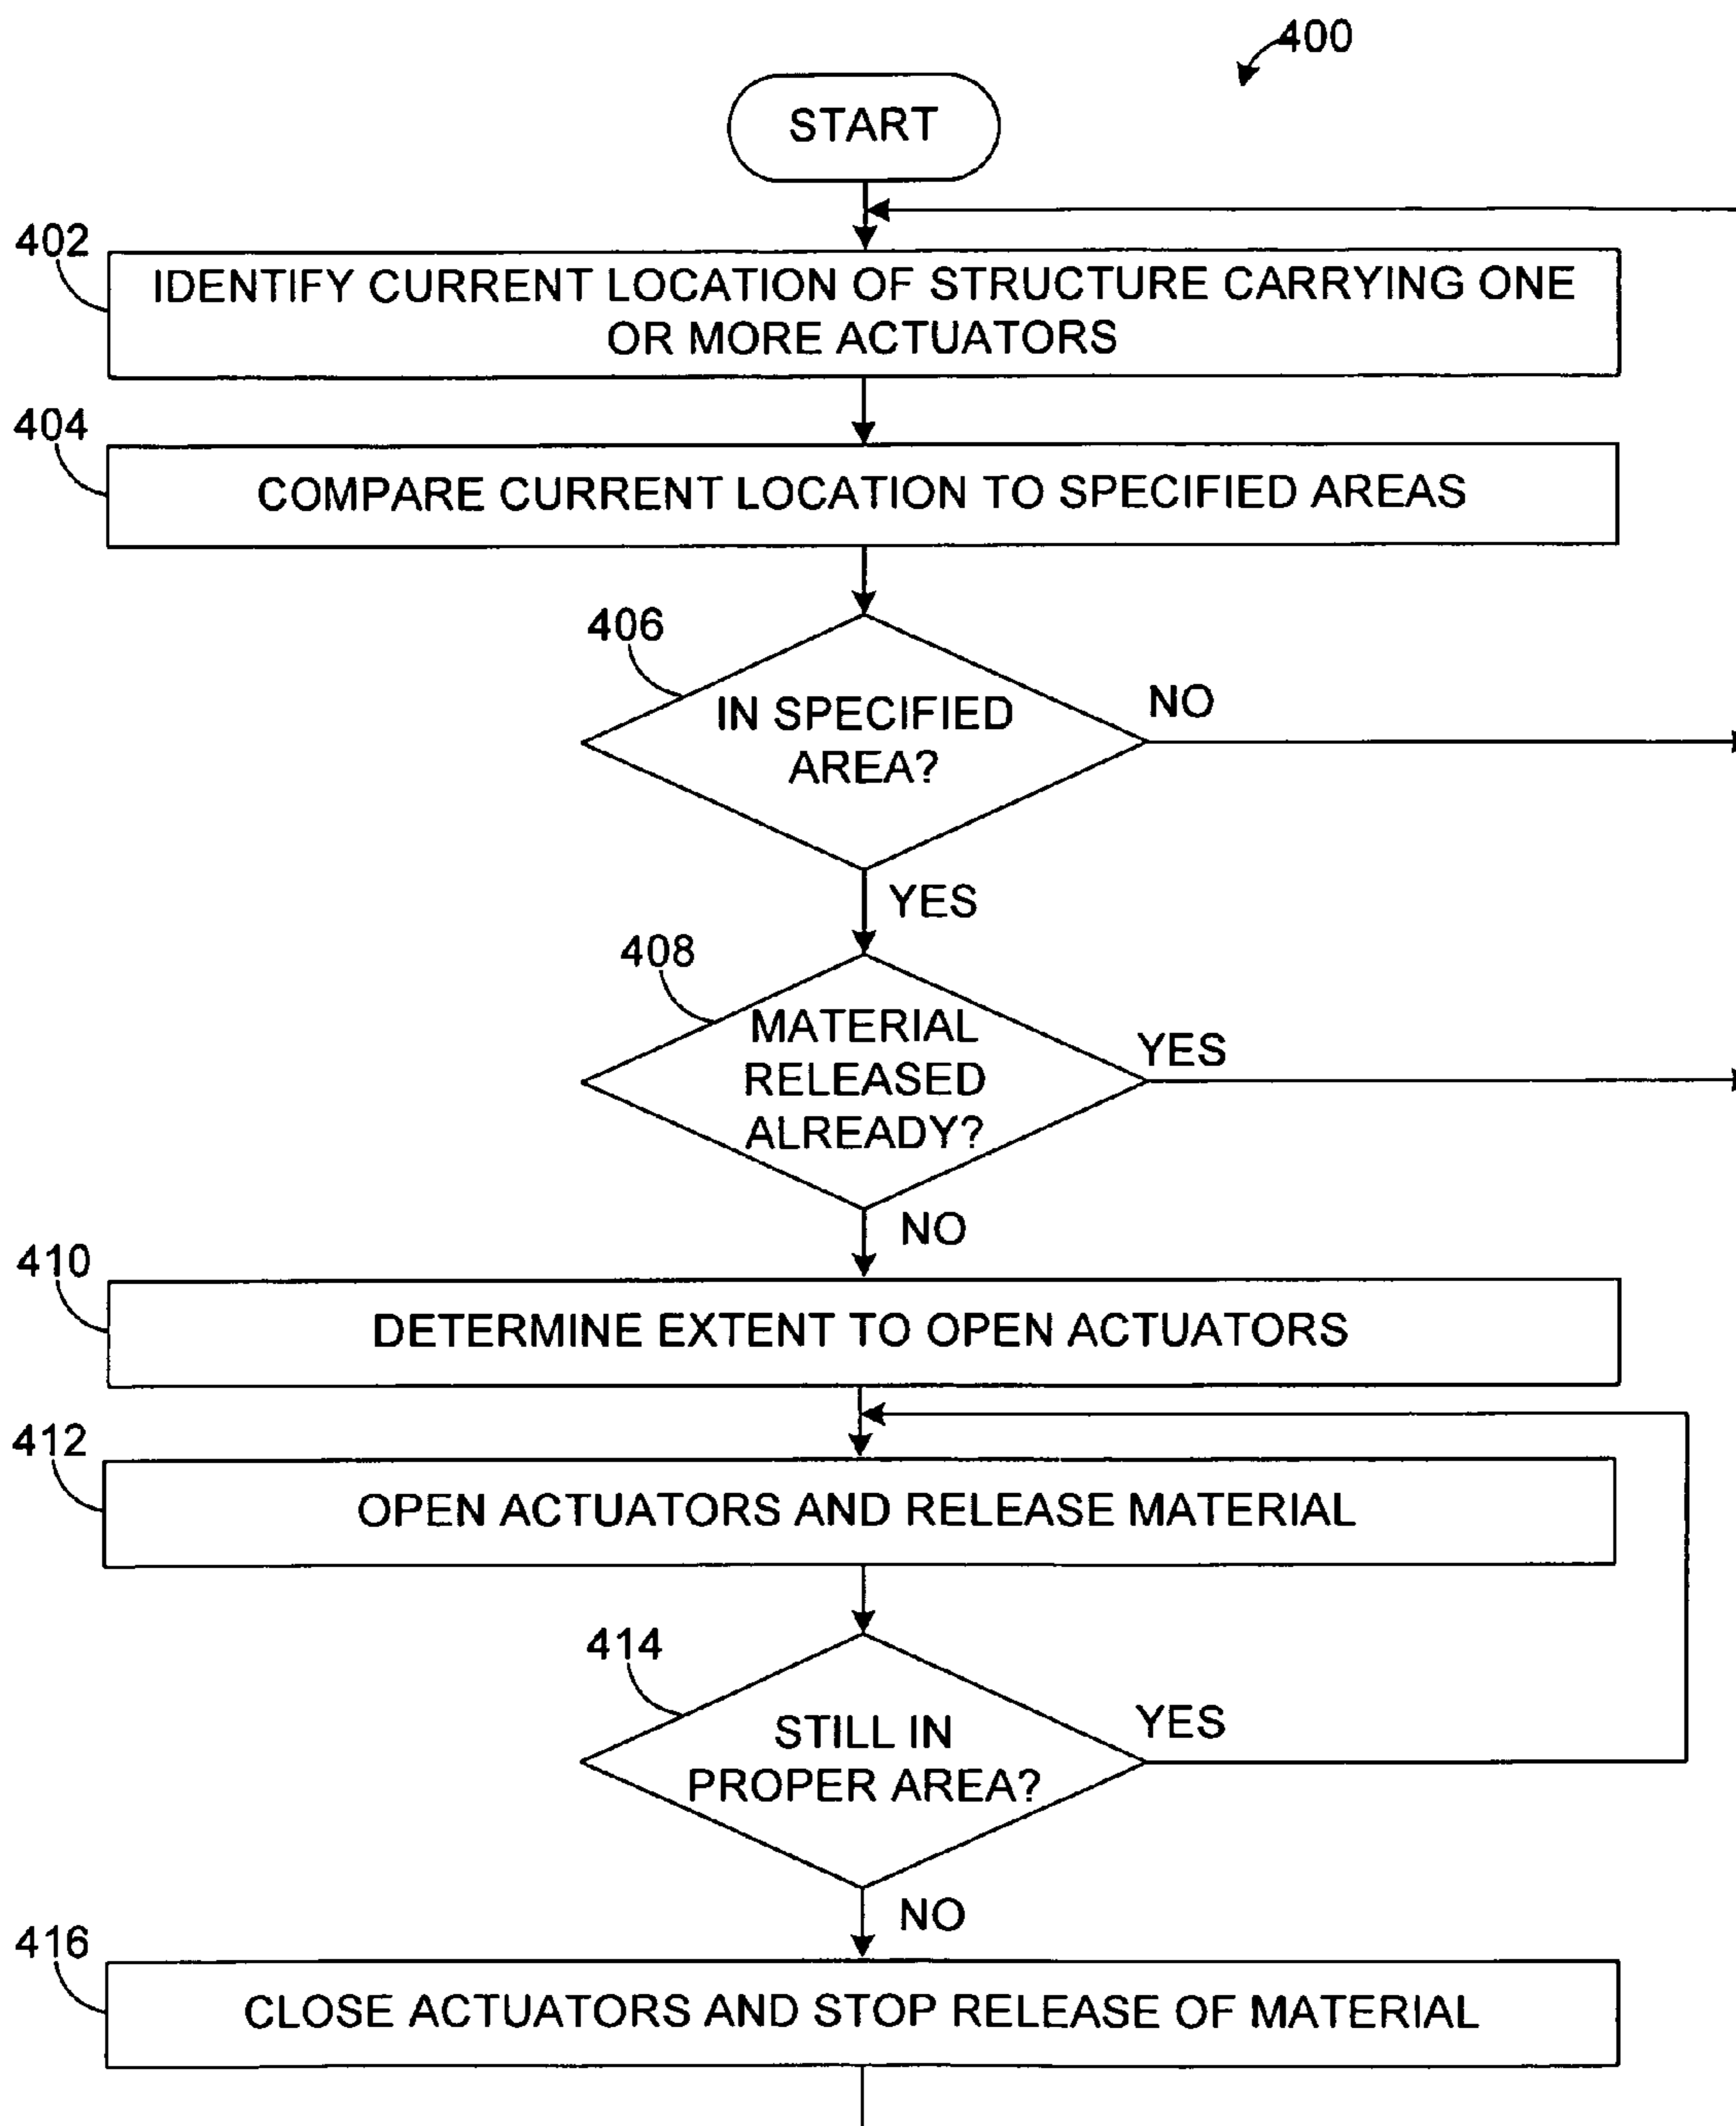 400
START
402
IDENTIFY CURRENT LOCATION OF STRUCTURE CARRYING ONE
OR MORE ACTUATORS
404
COMPARE CURRENT LOCATION TO SPECIFIED AREAS
406
IN SPECIFIED
AREA?
NO
YES
408
MATERIAL
RELEASED
ALREADY?
YES
NO
410
DETERMINE EXTENT TO OPEN ACTUATORS
412
OPEN ACTUATORS AND RELEASE MATERIAL
414
STILL IN
PROPER AREA?
YES
NO
416
CLOSE ACTUATORS AND STOP RELEASE OF MATERIAL